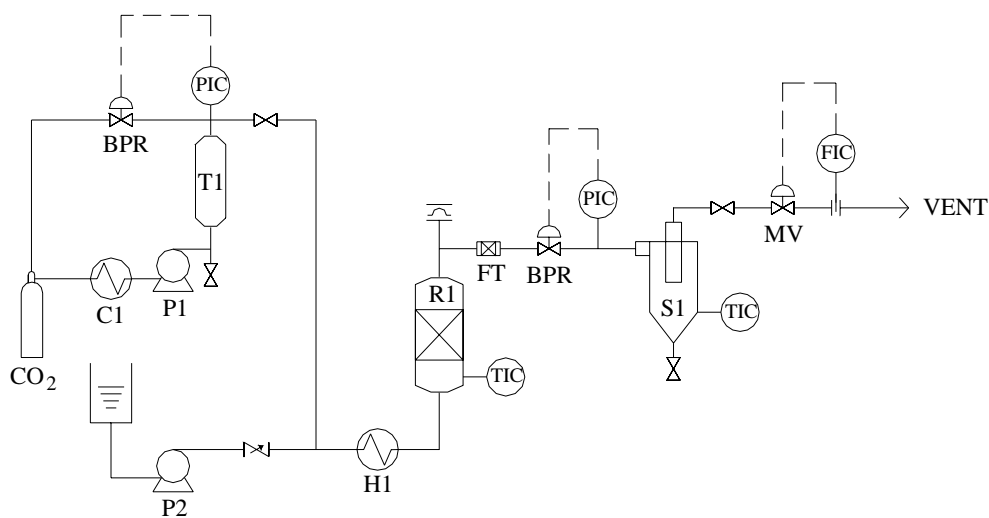 PIC
BPR
T1
C1
P1
CO2
P2
H1
R1
TIC
FT
BPR
PIC
S1
TIC
FIC
MV
VENT